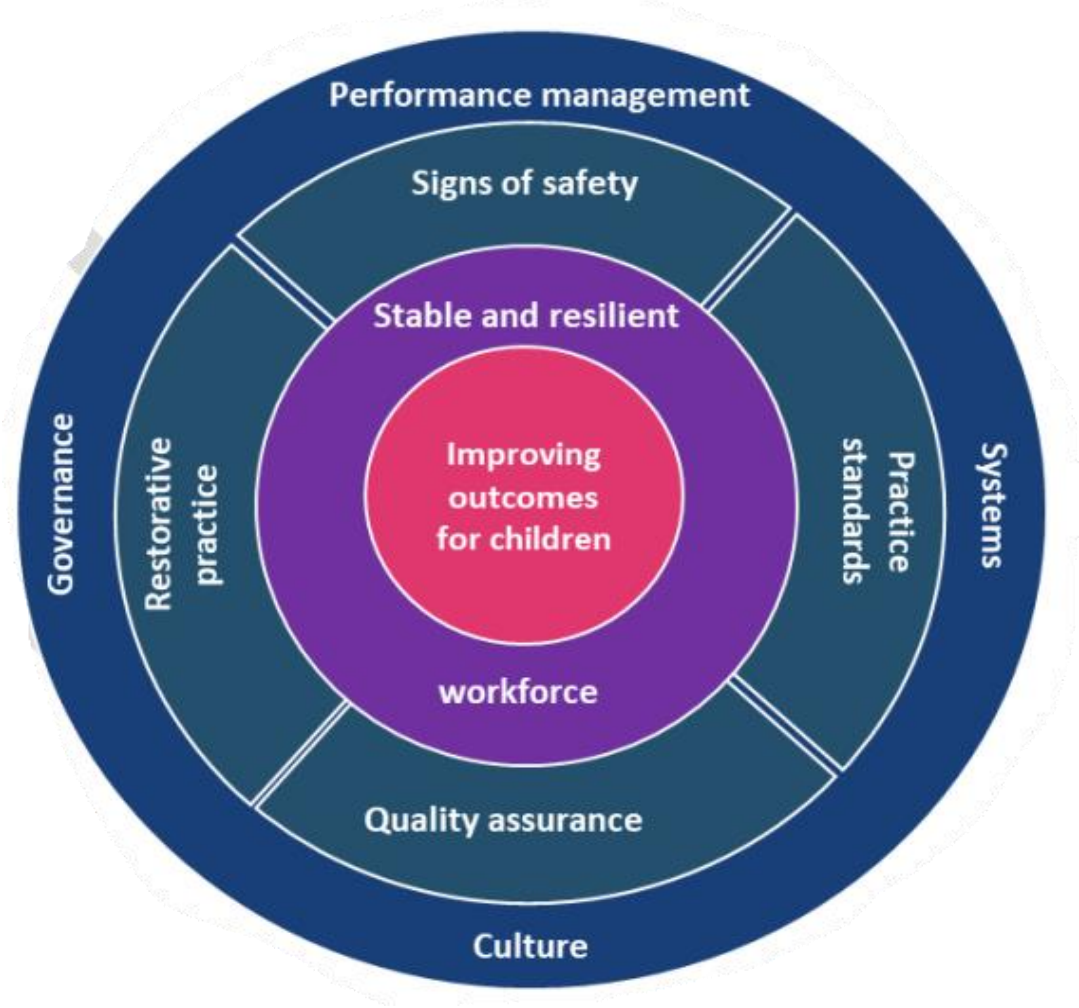 Performance management
Signs of safety
Stable and resilient
Improving
outcomes
for children
workforce
Governance
Restorative
practice
Practice
standards
Systems
Quality assurance
Culture